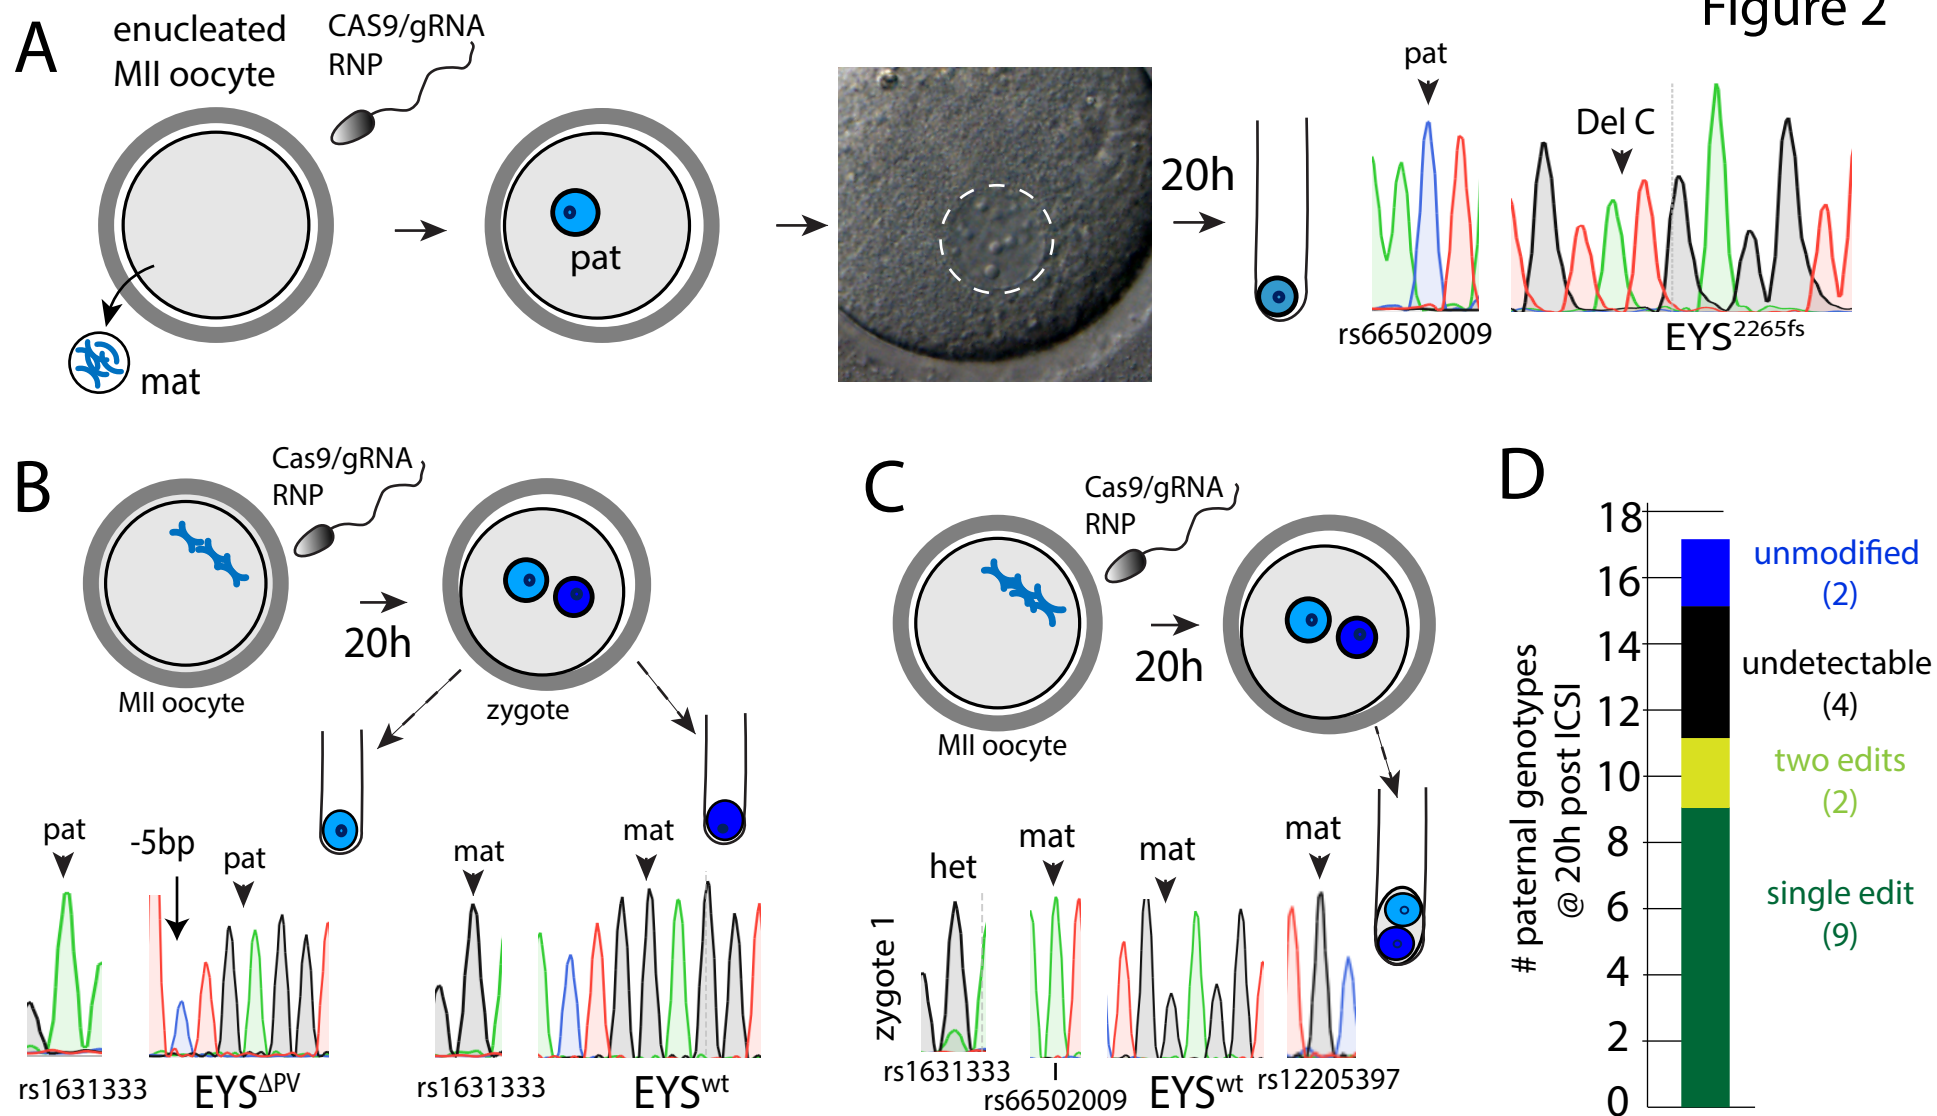 Figure 2
A
enucleated
MII oocyte
CAS9/gRNA
RNP
mat
pat
20h
pat
Del C
rs66502009
EYS2265fs
B
Cas9/gRNA
RNP
MII oocyte
20h
zygote
pat
-5bp
pat
mat
mat
rs1631333
EYSΔPV
rs1631333
EYSwt
C
Cas9/gRNA
RNP
MII oocyte
20h
zygote 1
het
mat
mat
mat
rs1631333
rs66502009
EYSwt
rs12205397
D
# paternal genotypes
@ 20h post ICSI
18
16
14
12
10
8
6
4
2
0
unmodified
(2)
undetectable
(4)
two edits
(2)
single edit
(9)